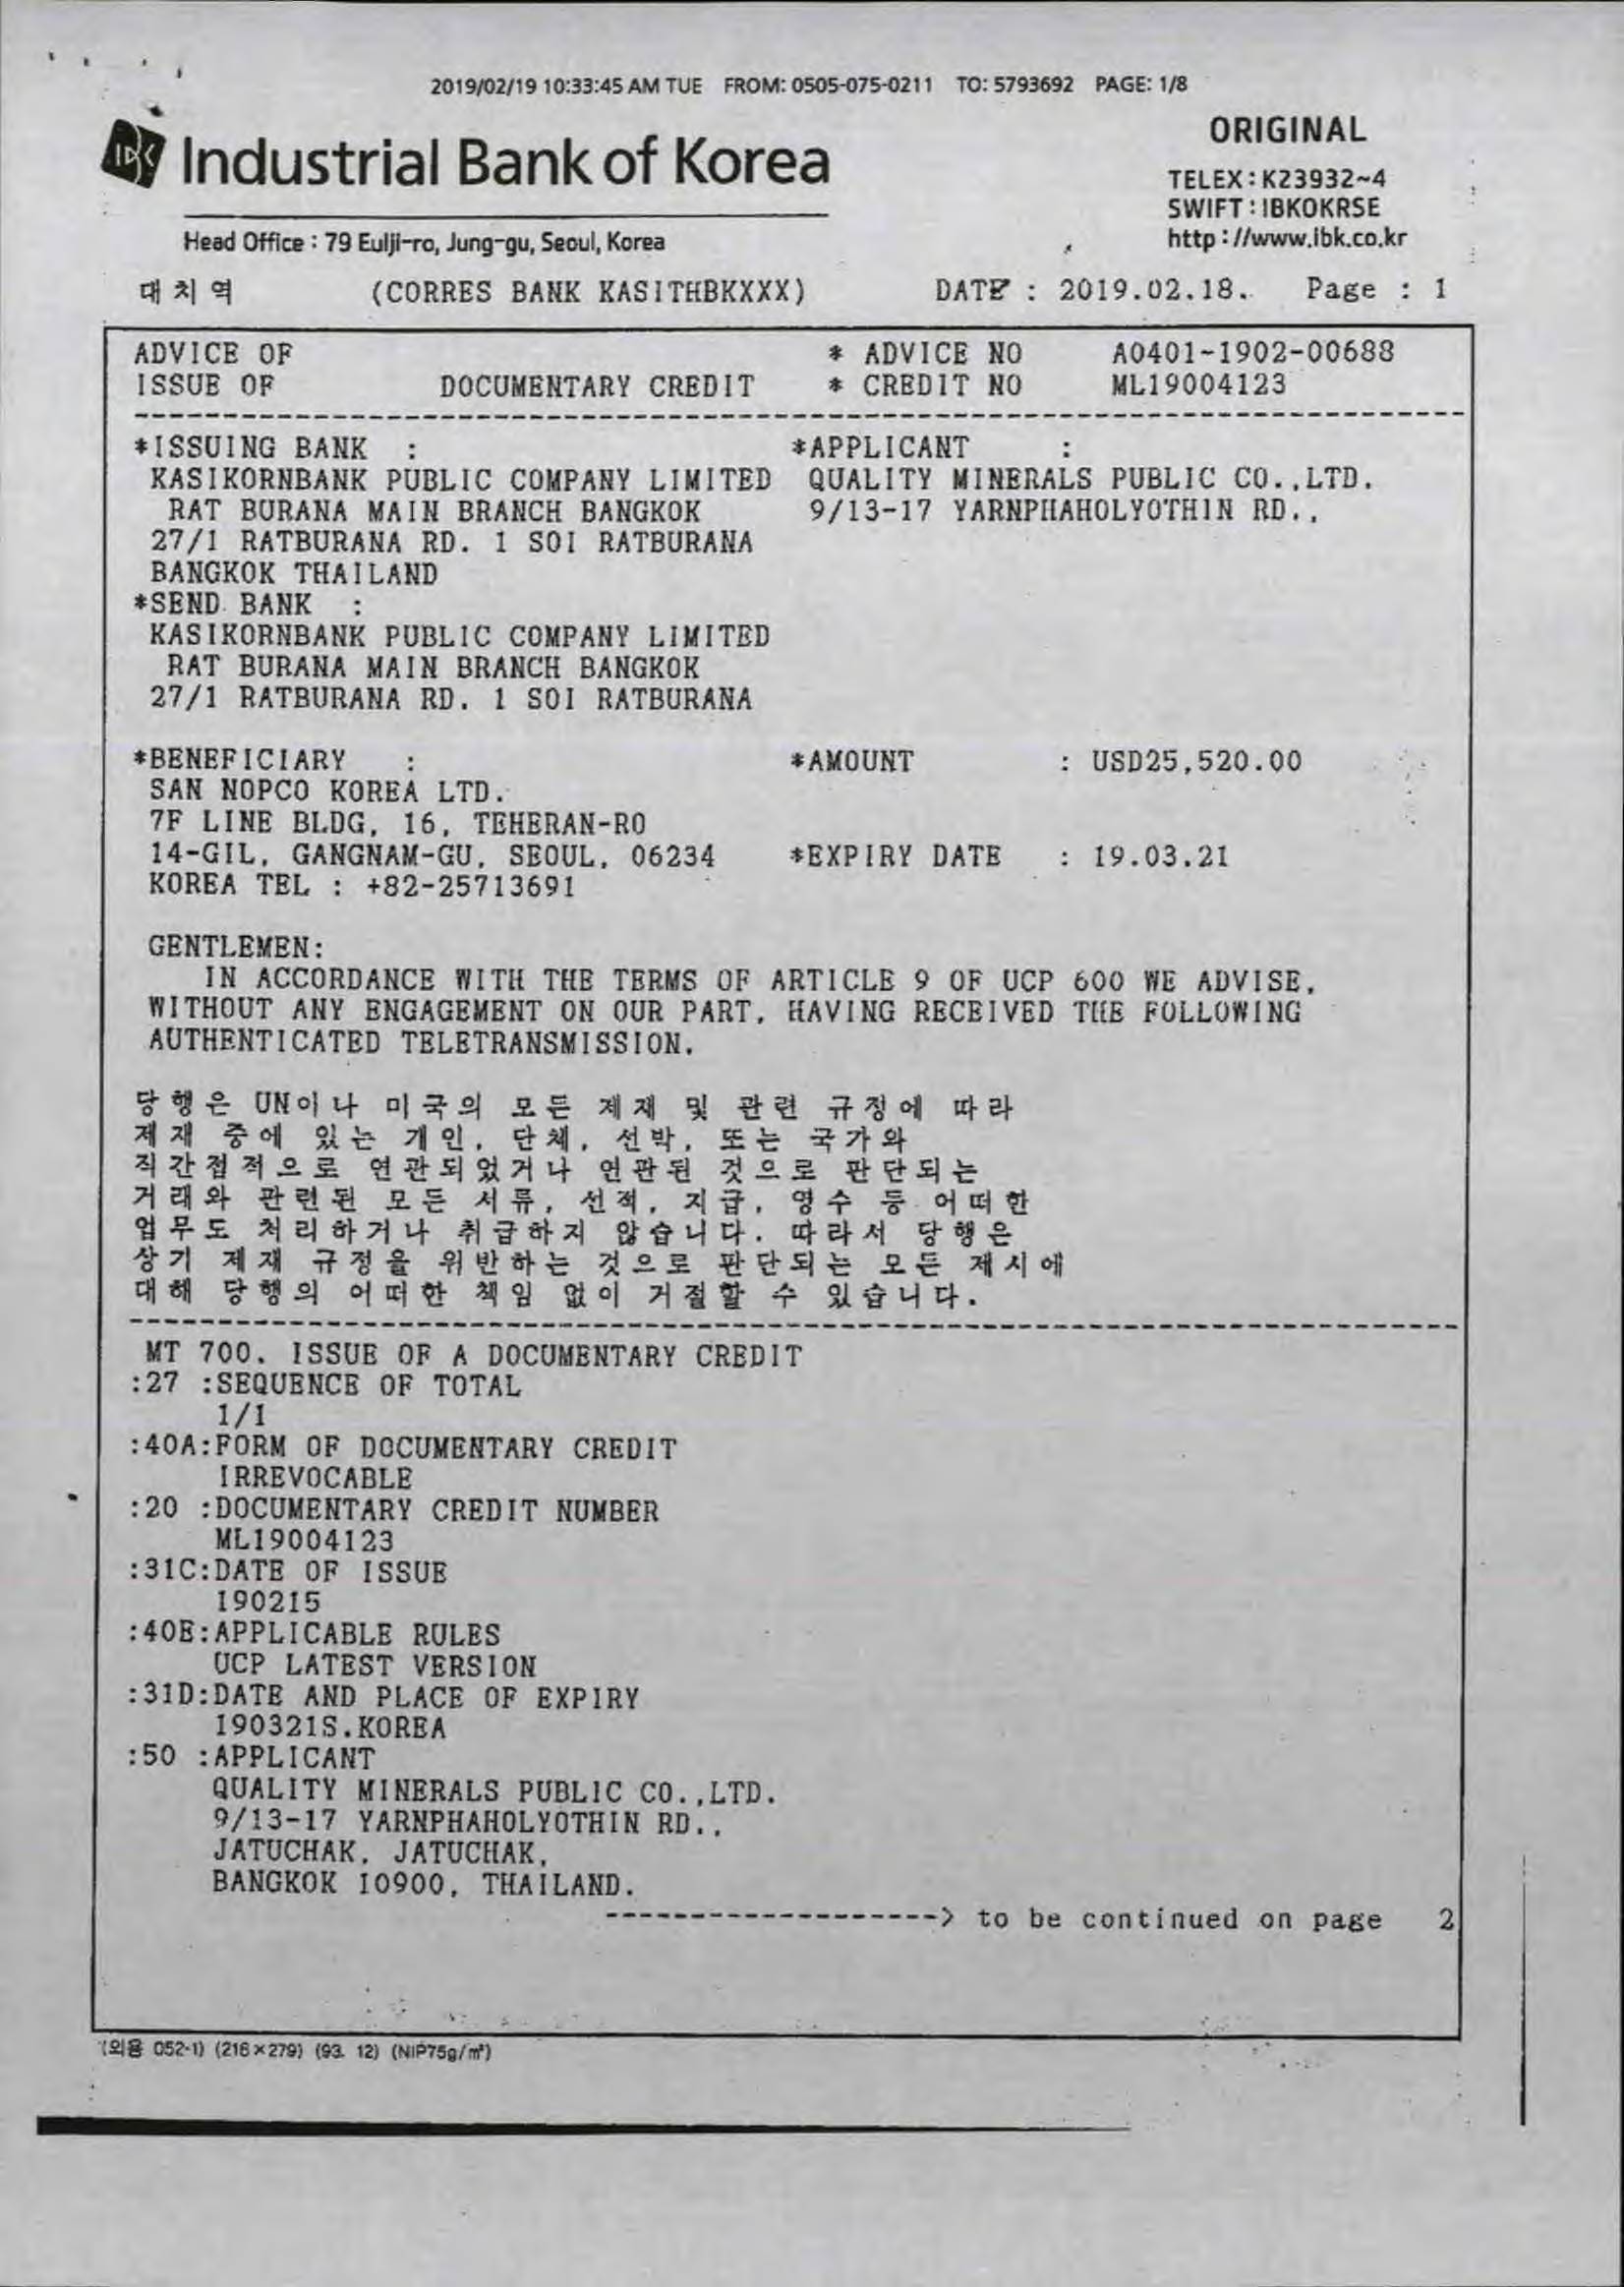 2019/02/19 10:33:45 AM TUE FROM: 0505-075-0211 TO: 5793692 PAGE: 1/8
IBK Industrial Bank of Korea
ORIGINAL
TELEX : K23932~4
SWIFT : IBKOKRSE
http : //www.ibk.co.kr
Head Office : 79 Eulji-ro, Jung-gu, Seoul, Korea
대치역 (CORRES BANK KASITHBKXXX) DATE : 2019.02.18. Page : 1
ADVICE OF * ADVICE NO A0401-1902-00688
ISSUE OF DOCUMENTARY CREDIT * CREDIT NO ML19004123
*ISSUING BANK : *APPLICANT :
KASIKORNBANK PUBLIC COMPANY LIMITED QUALITY MINERALS PUBLIC CO.,LTD.
RAT BURANA MAIN BRANCH BANGKOK 9/13-17 YARNPHAHOLYOTHIN RD.,
27/1 RATBURANA RD. 1 SOI RATBURANA
BANGKOK THAILAND
*SEND BANK :
KASIKORNBANK PUBLIC COMPANY LIMITED
RAT BURANA MAIN BRANCH BANGKOK
27/1 RATBURANA RD. 1 SOI RATBURANA
*BENEFICIARY : *AMOUNT : USD25,520.00
SAN NOPCO KOREA LTD.
7F LINE BLDG, 16, TEHERAN-RO
14-GIL, GANGNAM-GU, SEOUL, 06234 *EXPIRY DATE : 19.03.21
KOREA TEL : +82-25713691
GENTLEMEN:
IN ACCORDANCE WITH THE TERMS OF ARTICLE 9 OF UCP 600 WE ADVISE,
WITHOUT ANY ENGAGEMENT ON OUR PART, HAVING RECEIVED THE FOLLOWING
AUTHENTICATED TELETRANSMISSION.
당행은 UN이나 미국의 모든 제재 및 관련 규정에 따라
제재 중에 있는 개인, 단체, 선박, 또는 국가와
직간접적으로 연관되었거나 연관된 것으로 판단되는
거래와 관련된 모든 서류, 선적, 지급, 영수 등 어떠한
업무도 처리하거나 취급하지 않습니다. 따라서 당행은
상기 제재 규정을 위반하는 것으로 판단되는 모든 제시에
대해 당행의 어떠한 책임 없이 거절할 수 있습니다.
MT 700. ISSUE OF A DOCUMENTARY CREDIT
:27 :SEQUENCE OF TOTAL
1/1
:40A:FORM OF DOCUMENTARY CREDIT
IRREVOCABLE
:20 :DOCUMENTARY CREDIT NUMBER
ML19004123
:31C:DATE OF ISSUE
190215
:40E:APPLICABLE RULES
UCP LATEST VERSION
:31D:DATE AND PLACE OF EXPIRY
190321S.KOREA
:50 :APPLICANT
QUALITY MINERALS PUBLIC CO.,LTD.
9/13-17 YARNPHAHOLYOTHIN RD.,
JATUCHAK, JATUCHAK,
BANGKOK 10900, THAILAND.
-------------------> to be continued on page 2
(외용 052-1) (216×279) (93. 12) (NIP75g/㎡)